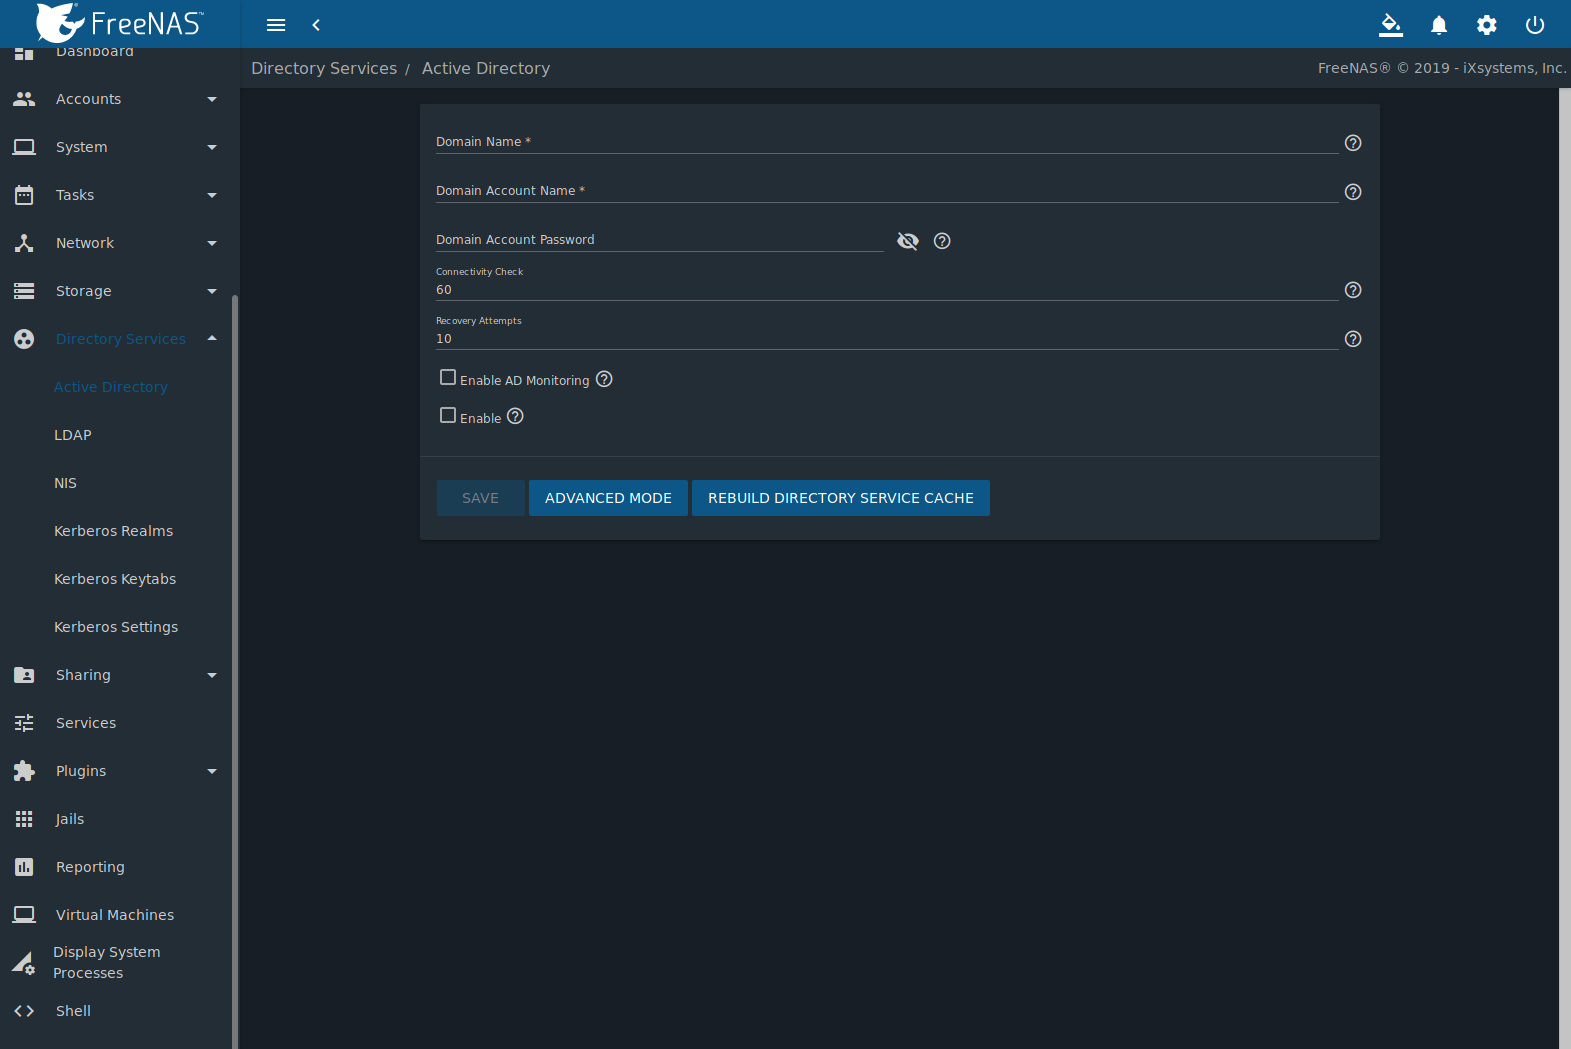 FreeNAS™
Directory Services / Active Directory
FreeNAS® © 2019 - iXsystems, Inc.
Dashboard
Accounts
System
Tasks
Network
Storage
Directory Services
Active Directory
LDAP
NIS
Kerberos Realms
Kerberos Keytabs
Kerberos Settings
Sharing
Services
Plugins
Jails
Reporting
Virtual Machines
Display System
Processes
Shell
Domain Name *
Domain Account Name *
Domain Account Password
Connectivity Check
60
Recovery Attempts
10
Enable AD Monitoring
Enable
SAVE ADVANCED MODE REBUILD DIRECTORY SERVICE CACHE